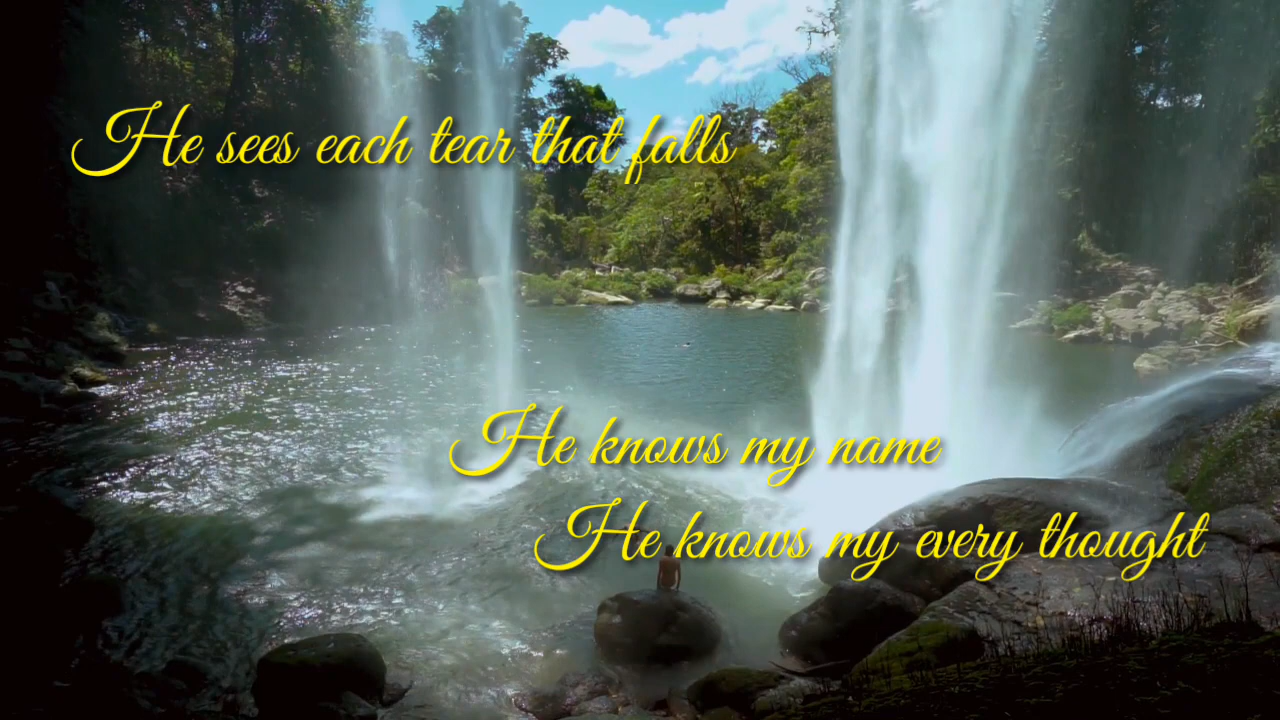 He sees each tear that falls
He knows my name
He knows my every thought